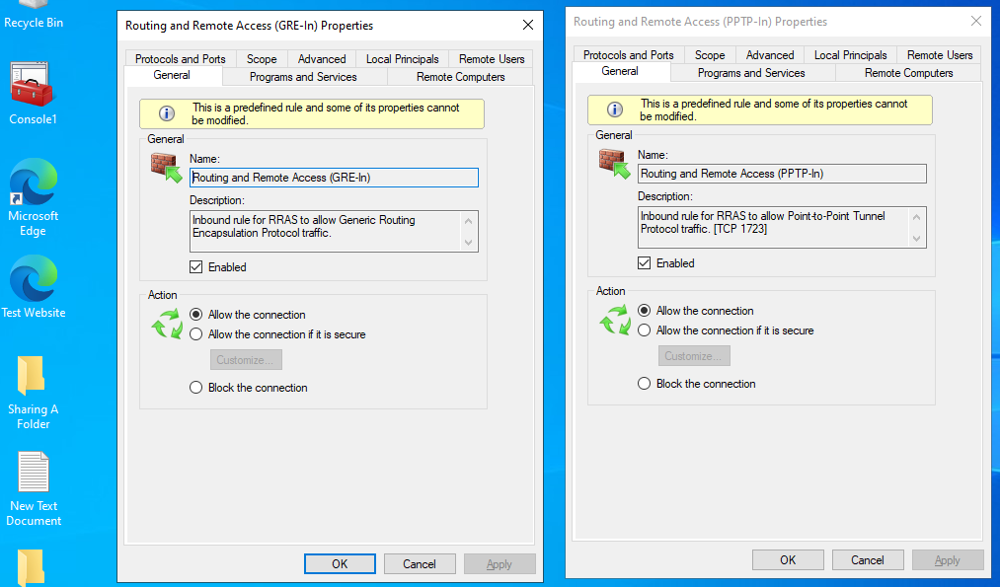 Recycle Bin
Console1
Microsoft
Edge
Test Website
Sharing A
Folder
New Text
Document
Routing and Remote Access (GRE-In) Properties
Protocols and Ports
Scope
Advanced
Local Principals
Remote Users
General
Programs and Services
Remote Computers
This is a predefined rule and some of its properties cannot
be modified.
General
Name:
Routing and Remote Access (GRE-In)
Description:
Inbound rule for RRAS to allow Generic Routing
Encapsulation Protocol traffic.
Enabled
Action
Allow the connection
Allow the connection if it is secure
Customize...
Block the connection
OK
Cancel
Apply
Routing and Remote Access (PPTP-In) Properties
Protocols and Ports
Scope
Advanced
Local Principals
Remote Users
General
Programs and Services
Remote Computers
This is a predefined rule and some of its properties cannot
be modified.
General
Name:
Routing and Remote Access (PPTP-In)
Description:
Inbound rule for RRAS to allow Point-to-Point Tunnel
Protocol traffic. [TCP 1723]
Enabled
Action
Allow the connection
Allow the connection if it is secure
Customize...
Block the connection
OK
Cancel
Apply